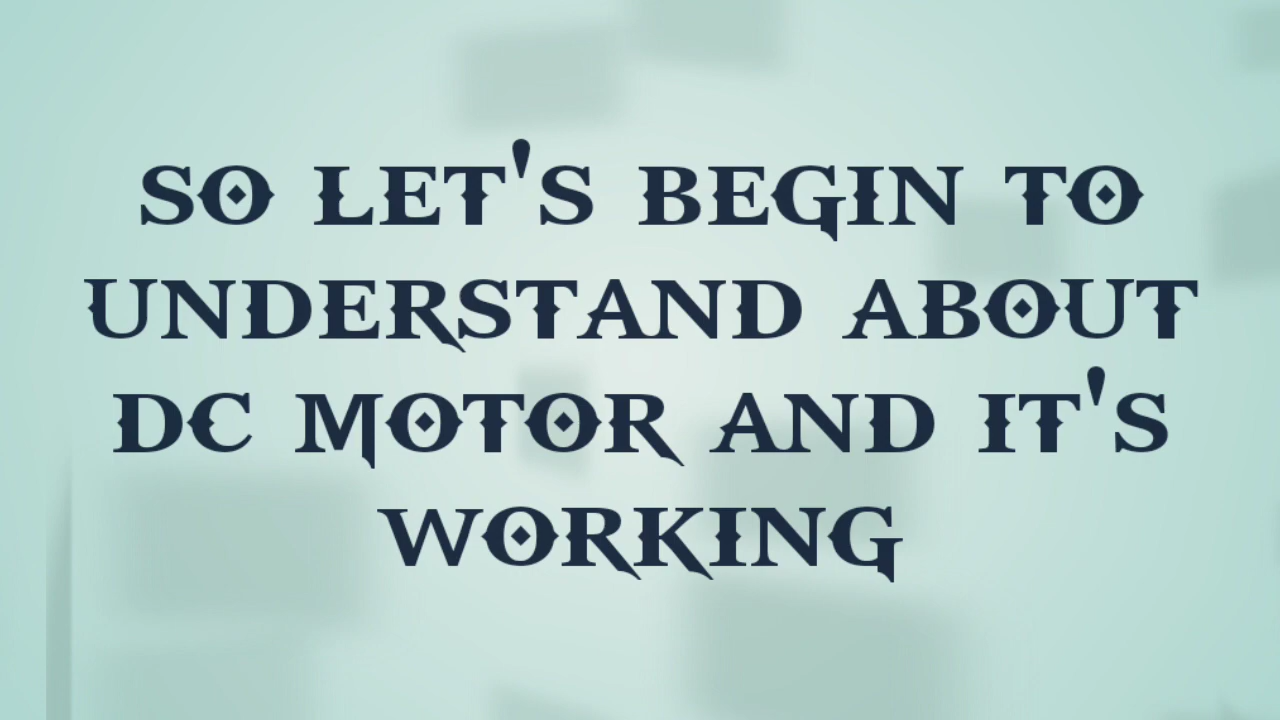 SO LET'S BEGIN TO
UNDERSTAND ABOUT
DC MOTOR AND IT'S
WORKING